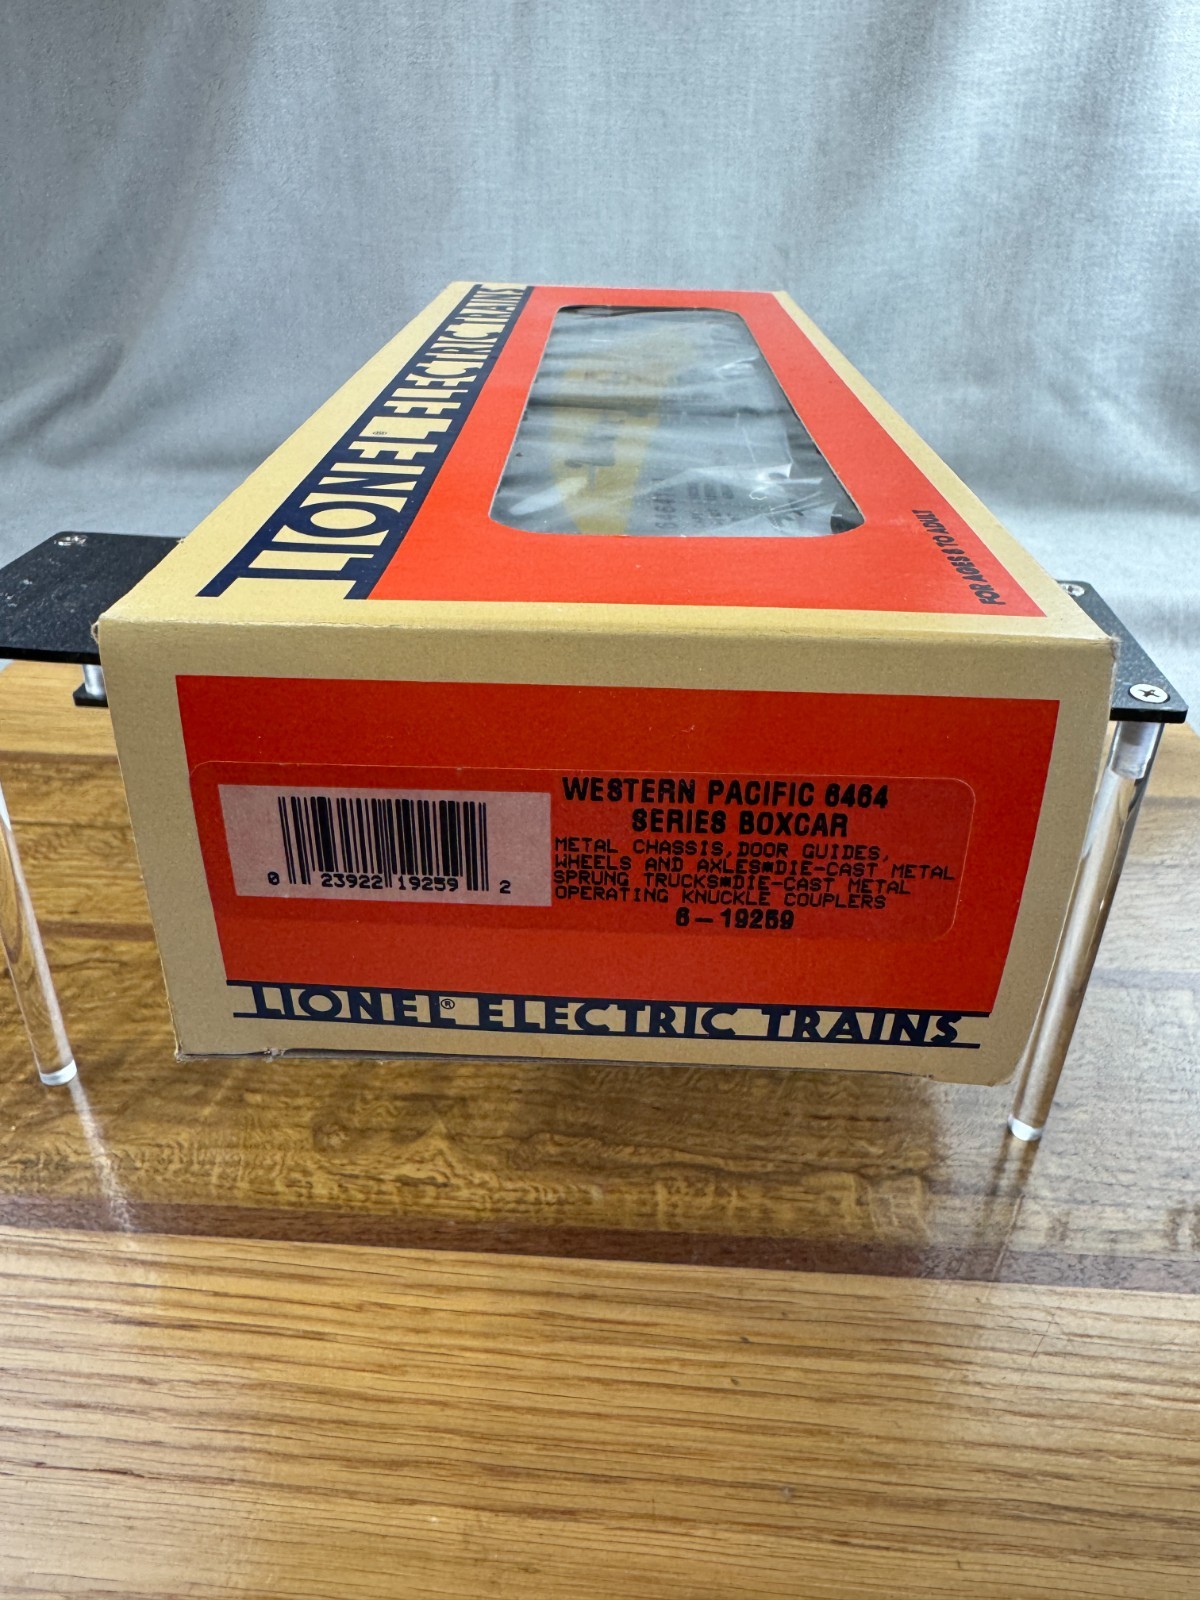 LIONEL® ELECTRIC TRAINS
FOR AGES 8 TO ADULT
WESTERN PACIFIC 6464
SERIES BOXCAR
METAL CHASSIS, DOOR GUIDES,
WHEELS AND AXLES■DIE-CAST METAL
SPRUNG TRUCKS■DIE-CAST METAL
OPERATING KNUCKLE COUPLERS
6-19259
0 23922 19259 2
LIONEL® ELECTRIC TRAINS